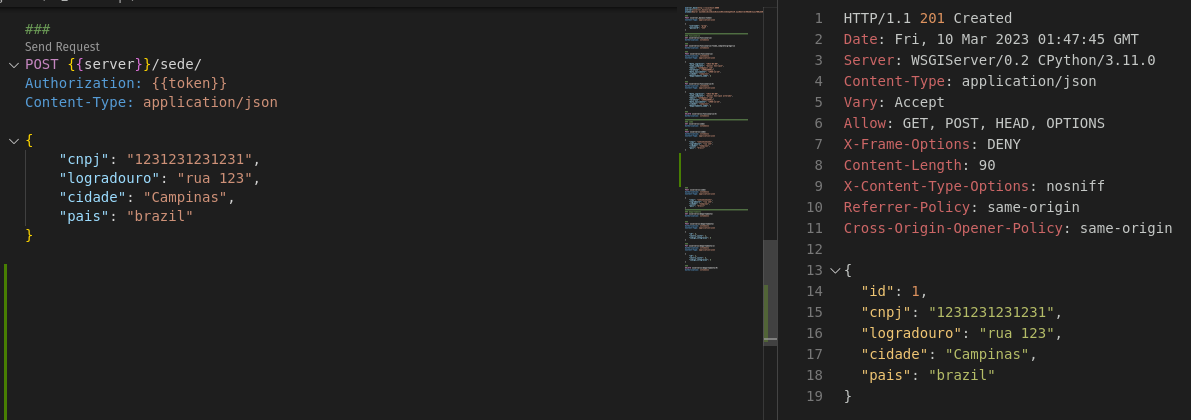 ###
Send Request
POST {{server}}/sede/
Authorization: {{token}}
Content-Type: application/json
{
"cnpj": "1231231231231",
"logradouro": "rua 123",
"cidade": "Campinas",
"pais": "brazil"
}
1 HTTP/1.1 201 Created
2 Date: Fri, 10 Mar 2023 01:47:45 GMT
3 Server: WSGIServer/0.2 CPython/3.11.0
4 Content-Type: application/json
5 Vary: Accept
6 Allow: GET, POST, HEAD, OPTIONS
7 X-Frame-Options: DENY
8 Content-Length: 90
9 X-Content-Type-Options: nosniff
10 Referrer-Policy: same-origin
11 Cross-Origin-Opener-Policy: same-origin
12
13 {
14 "id": 1,
15 "cnpj": "1231231231231",
16 "logradouro": "rua 123",
17 "cidade": "Campinas",
18 "pais": "brazil"
19 }